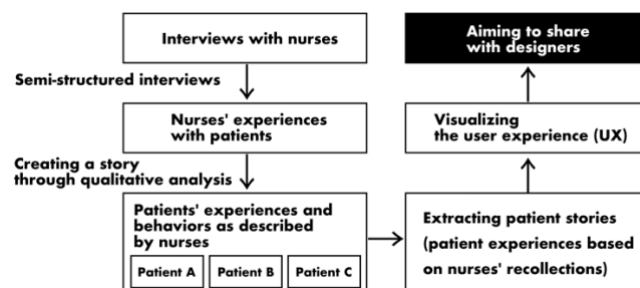 Interviews with nurses
Semi-structured interviews
Nurses' experiences
with patients
Creating a story
through qualitative analysis
Patients' experiences and
behaviors as described
by nurses
Patient A
Patient B
Patient C
Extracting patient stories
(patient experiences based
on nurses' recollections)
Visualizing
the user experience (UX)
Aiming to share
with designers